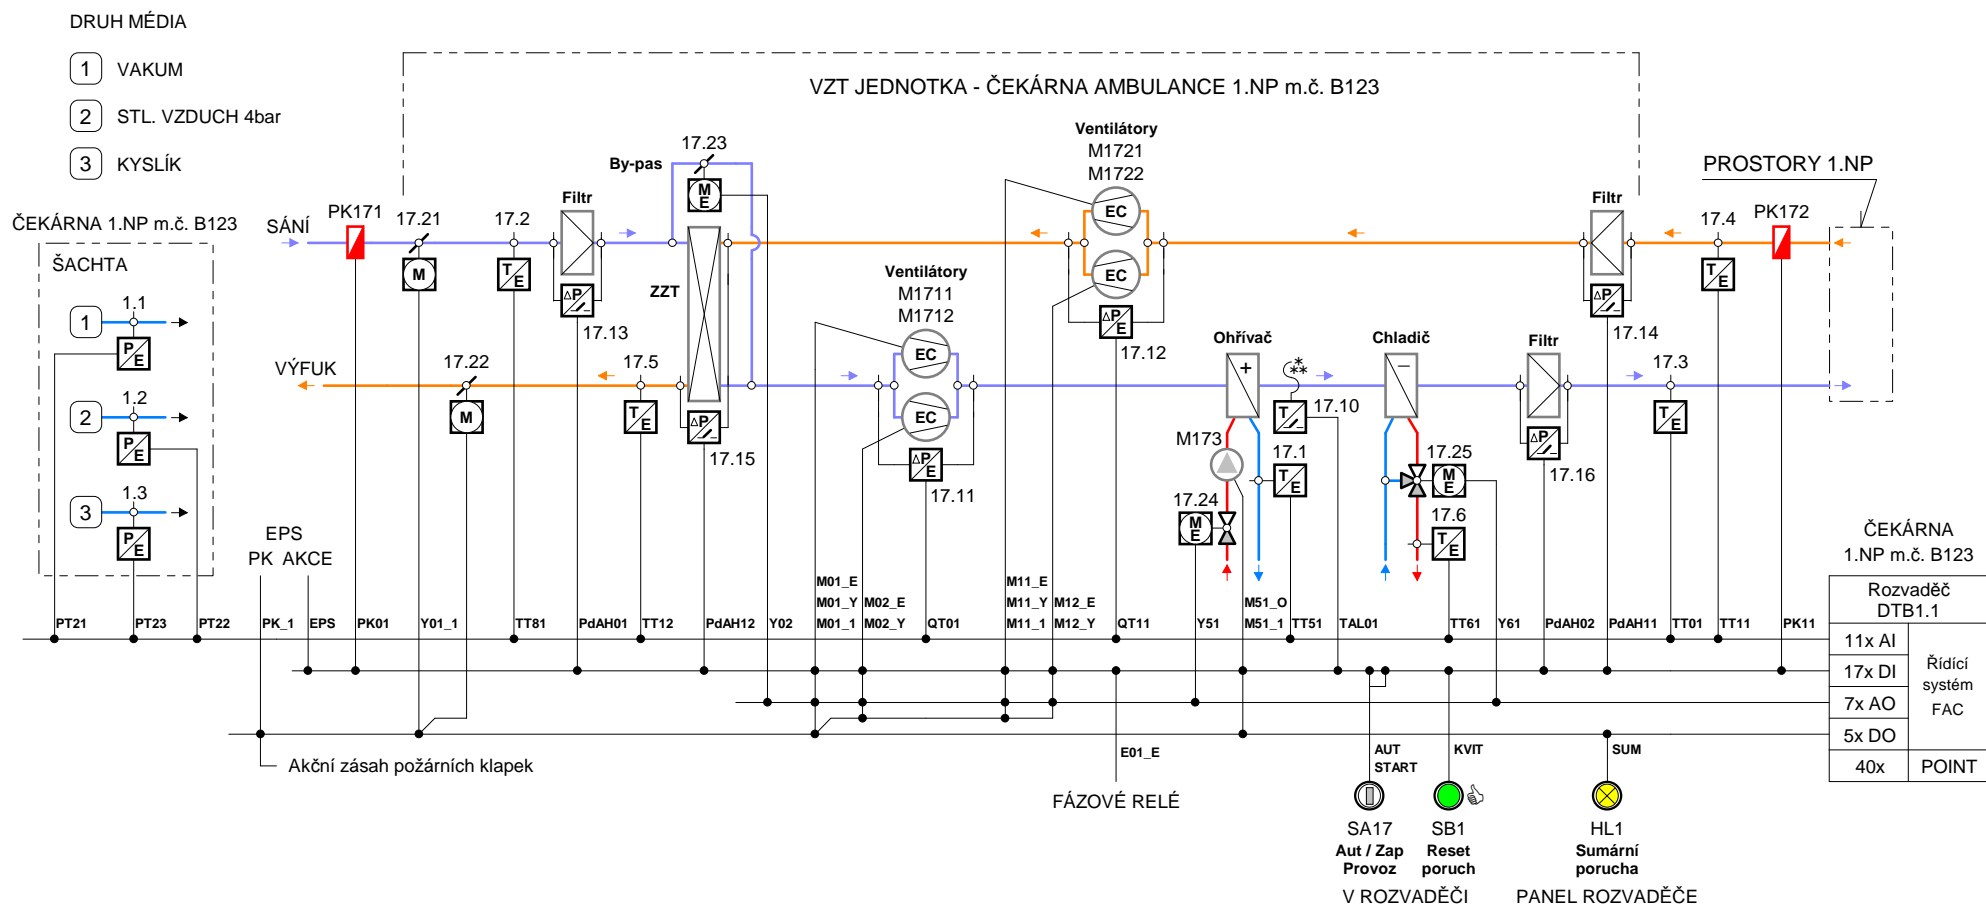 DRUH MÉDIA
1 VAKUM
2 STL. VZDUCH 4bar
3 KYSLÍK
VZT JEDNOTKA - ČEKÁRNA AMBULANCE 1.NP m.č. B123
PROSTORY 1.NP
ČEKÁRNA 1.NP m.č. B123
ŠACHTA
1.1
1
P E
1.2
2
P E
1.3
3
P E
SÁNÍ
VÝFUK
PK171
17.21
M
17.2
T E
Filtr
ΔP
17.13
By-pas
17.23
M E
ZZT
17.22
M
17.5
T E
ΔP
17.15
Ventilátory
M1711
M1712
EC
EC
ΔP E
17.11
Ventilátory
M1721
M1722
EC
EC
ΔP E
17.12
Ohřívač
+
T
17.10
M173
17.1
T E
17.24
M E
Chladič
−
17.25
M E
17.6
T E
Filtr
ΔP
17.16
Filtr
ΔP
17.14
17.3
T E
17.4
T E
PK172
EPS
PK AKCE
PT21
PT23
PT22
PK_1
EPS
PK01
Y01_1
TT81
PdAH01
TT12
PdAH12
Y02
M01_E
M01_Y
M01_1
M02_E
M02_Y
QT01
M11_E
M11_Y
M11_1
M12_E
M12_Y
QT11
Y51
M51_O
M51_1
TT51
TAL01
TT61
Y61
PdAH02
PdAH11
TT01
TT11
PK11
ČEKÁRNA
1.NP m.č. B123
Rozvaděč
DTB1.1
11x AI
17x DI
7x AO
5x DO
Řídící
systém
FAC
40x POINT
Akční zásah požárních klapek
E01_E
FÁZOVÉ RELÉ
AUT
START
KVIT
SUM
SA17
Aut / Zap
Provoz
SB1
Reset
poruch
HL1
Sumární
porucha
V ROZVADĚČI
PANEL ROZVADĚČE